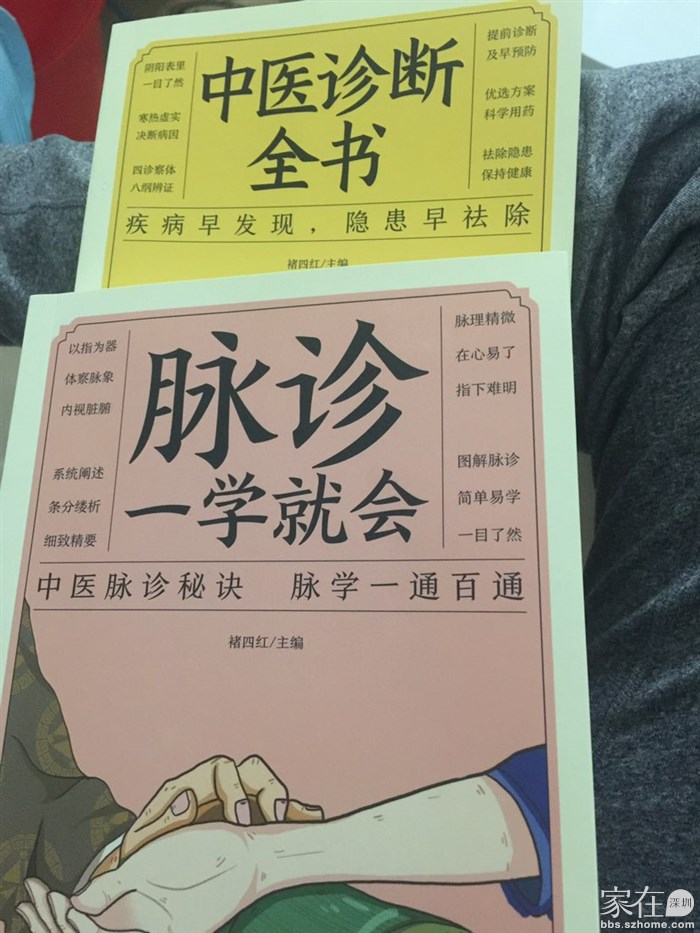 阴阳表里
一目了然
寒热虚实
决断病因
四诊察体
八纲辨证
中医诊断
全书
提前诊断
及早预防
优选方案
科学用药
祛除隐患
保持健康
疾病早发现，隐患早祛除
褚四红/主编
以指为器
体察脉象
内视脏腑
系统阐述
条分缕析
细致精要
脉诊
一学就会
脉理精微
在心易了
指下难明
图解脉诊
简单易学
一目了然
中医脉诊秘诀 脉学一通百通
褚四红/主编
家在深圳
bbs.szhome.com